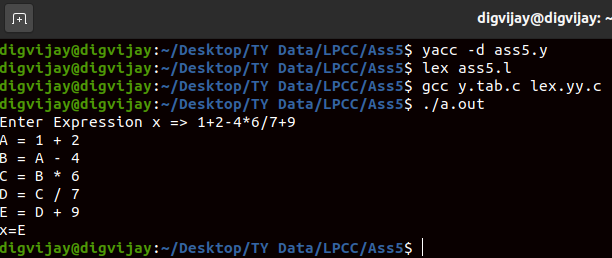 digvijay@digvijay:
digvijay@digvijay:~/Desktop/TY Data/LPCC/Ass5$ yacc -d ass5.y
digvijay@digvijay:~/Desktop/TY Data/LPCC/Ass5$ lex ass5.l
digvijay@digvijay:~/Desktop/TY Data/LPCC/Ass5$ gcc y.tab.c lex.yy.c
digvijay@digvijay:~/Desktop/TY Data/LPCC/Ass5$ ./a.out
Enter Expression x => 1+2-4*6/7+9
A = 1 + 2
B = A - 4
C = B * 6
D = C / 7
E = D + 9
x=E
digvijay@digvijay:~/Desktop/TY Data/LPCC/Ass5$